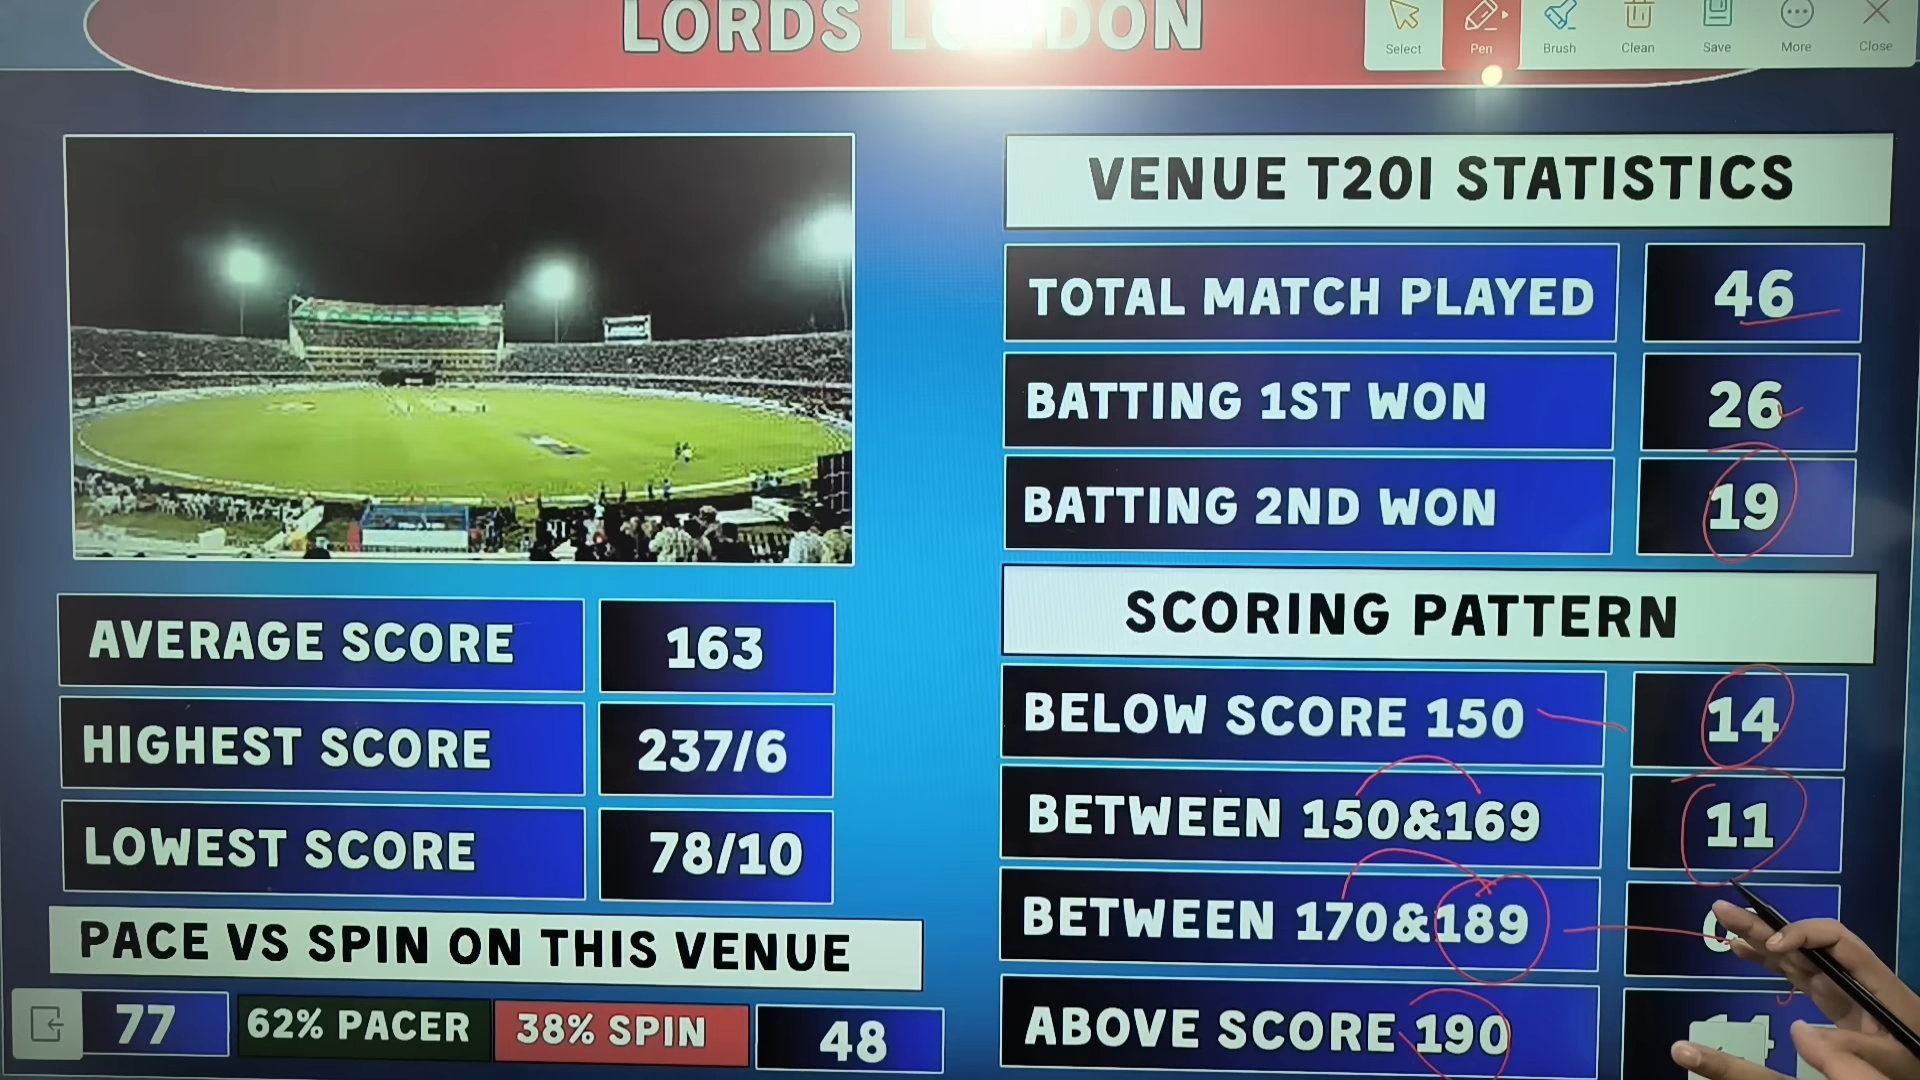 LORDS LONDON
Select
Pen
Brush
Clean
Save
More
Close
VENUE T20I STATISTICS
TOTAL MATCH PLAYED 46
BATTING 1ST WON 26
BATTING 2ND WON 19
SCORING PATTERN
BELOW SCORE 150 14
BETWEEN 150&169 11
BETWEEN 170&189
ABOVE SCORE 190
AVERAGE SCORE 163
HIGHEST SCORE 237/6
LOWEST SCORE 78/10
PACE VS SPIN ON THIS VENUE
77 62% PACER 38% SPIN 48